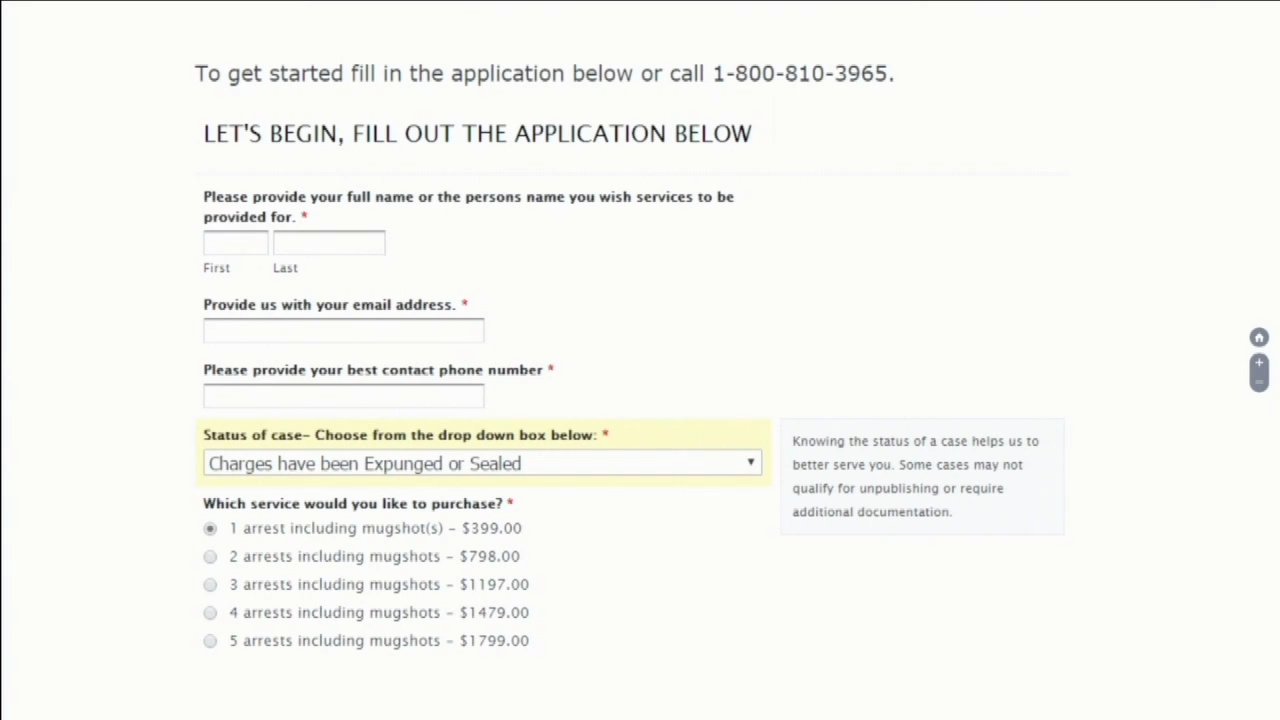 To get started fill in the application below or call 1-800-810-3965.
LET'S BEGIN, FILL OUT THE APPLICATION BELOW
Please provide your full name or the persons name you wish services to be
provided for. *
First Last
Provide us with your email address. *
Please provide your best contact phone number *
Status of case- Choose from the drop down box below: *
Charges have been Expunged or Sealed
Knowing the status of a case helps us to
better serve you. Some cases may not
qualify for unpublishing or require
additional documentation.
Which service would you like to purchase? *
1 arrest including mugshot(s) - $399.00
2 arrests including mugshots - $798.00
3 arrests including mugshots - $1197.00
4 arrests including mugshots - $1479.00
5 arrests including mugshots - $1799.00